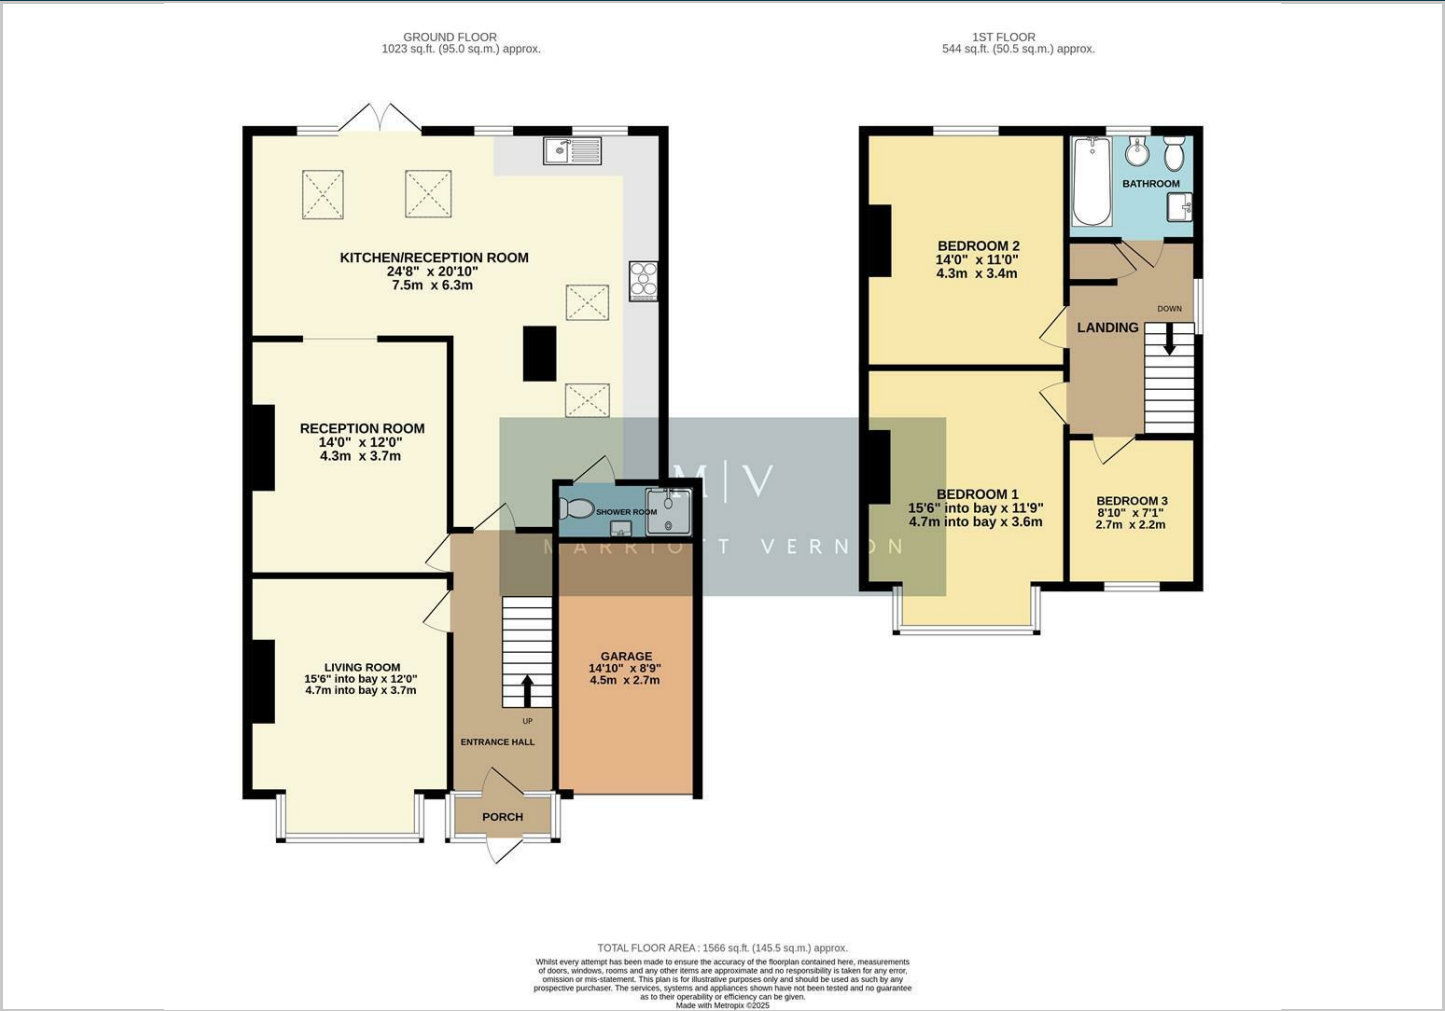 GROUND FLOOR
1023 sq.ft. (95.0 sq.m.) approx.
1ST FLOOR
544 sq.ft. (50.5 sq.m.) approx.
KITCHEN/RECEPTION ROOM
24'8" x 20'10"
7.5m x 6.3m
RECEPTION ROOM
14'0" x 12'0"
4.3m x 3.7m
SHOWER ROOM
LIVING ROOM
15'6" into bay x 12'0"
4.7m into bay x 3.7m
GARAGE
14'10" x 8'9"
4.5m x 2.7m
UP
ENTRANCE HALL
PORCH
BATHROOM
BEDROOM 2
14'0" x 11'0"
4.3m x 3.4m
DOWN
LANDING
BEDROOM 1
15'6" into bay x 11'9"
4.7m into bay x 3.6m
BEDROOM 3
8'10" x 7'1"
2.7m x 2.2m
M|V
MARRIOTT VERNON
TOTAL FLOOR AREA : 1566 sq.ft. (145.5 sq.m.) approx.
Whilst every attempt has been made to ensure the accuracy of the floorplan contained here, measurements
of doors, windows, rooms and any other items are approximate and no responsibility is taken for any error,
omission or mis-statement. This plan is for illustrative purposes only and should be used as such by any
prospective purchaser. The services, systems and appliances shown have not been tested and no guarantee
as to their operability or efficiency can be given.
Made with Metropix ©2025